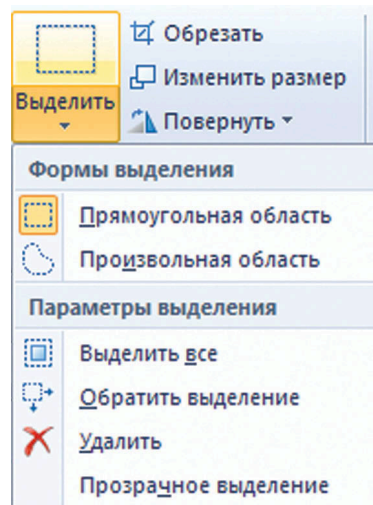 Обрезать
Изменить размер
Выделить
Повернуть
Формы выделения
Прямоугольная область
Произвольная область
Параметры выделения
Выделить все
Обратить выделение
Удалить
Прозрачное выделение